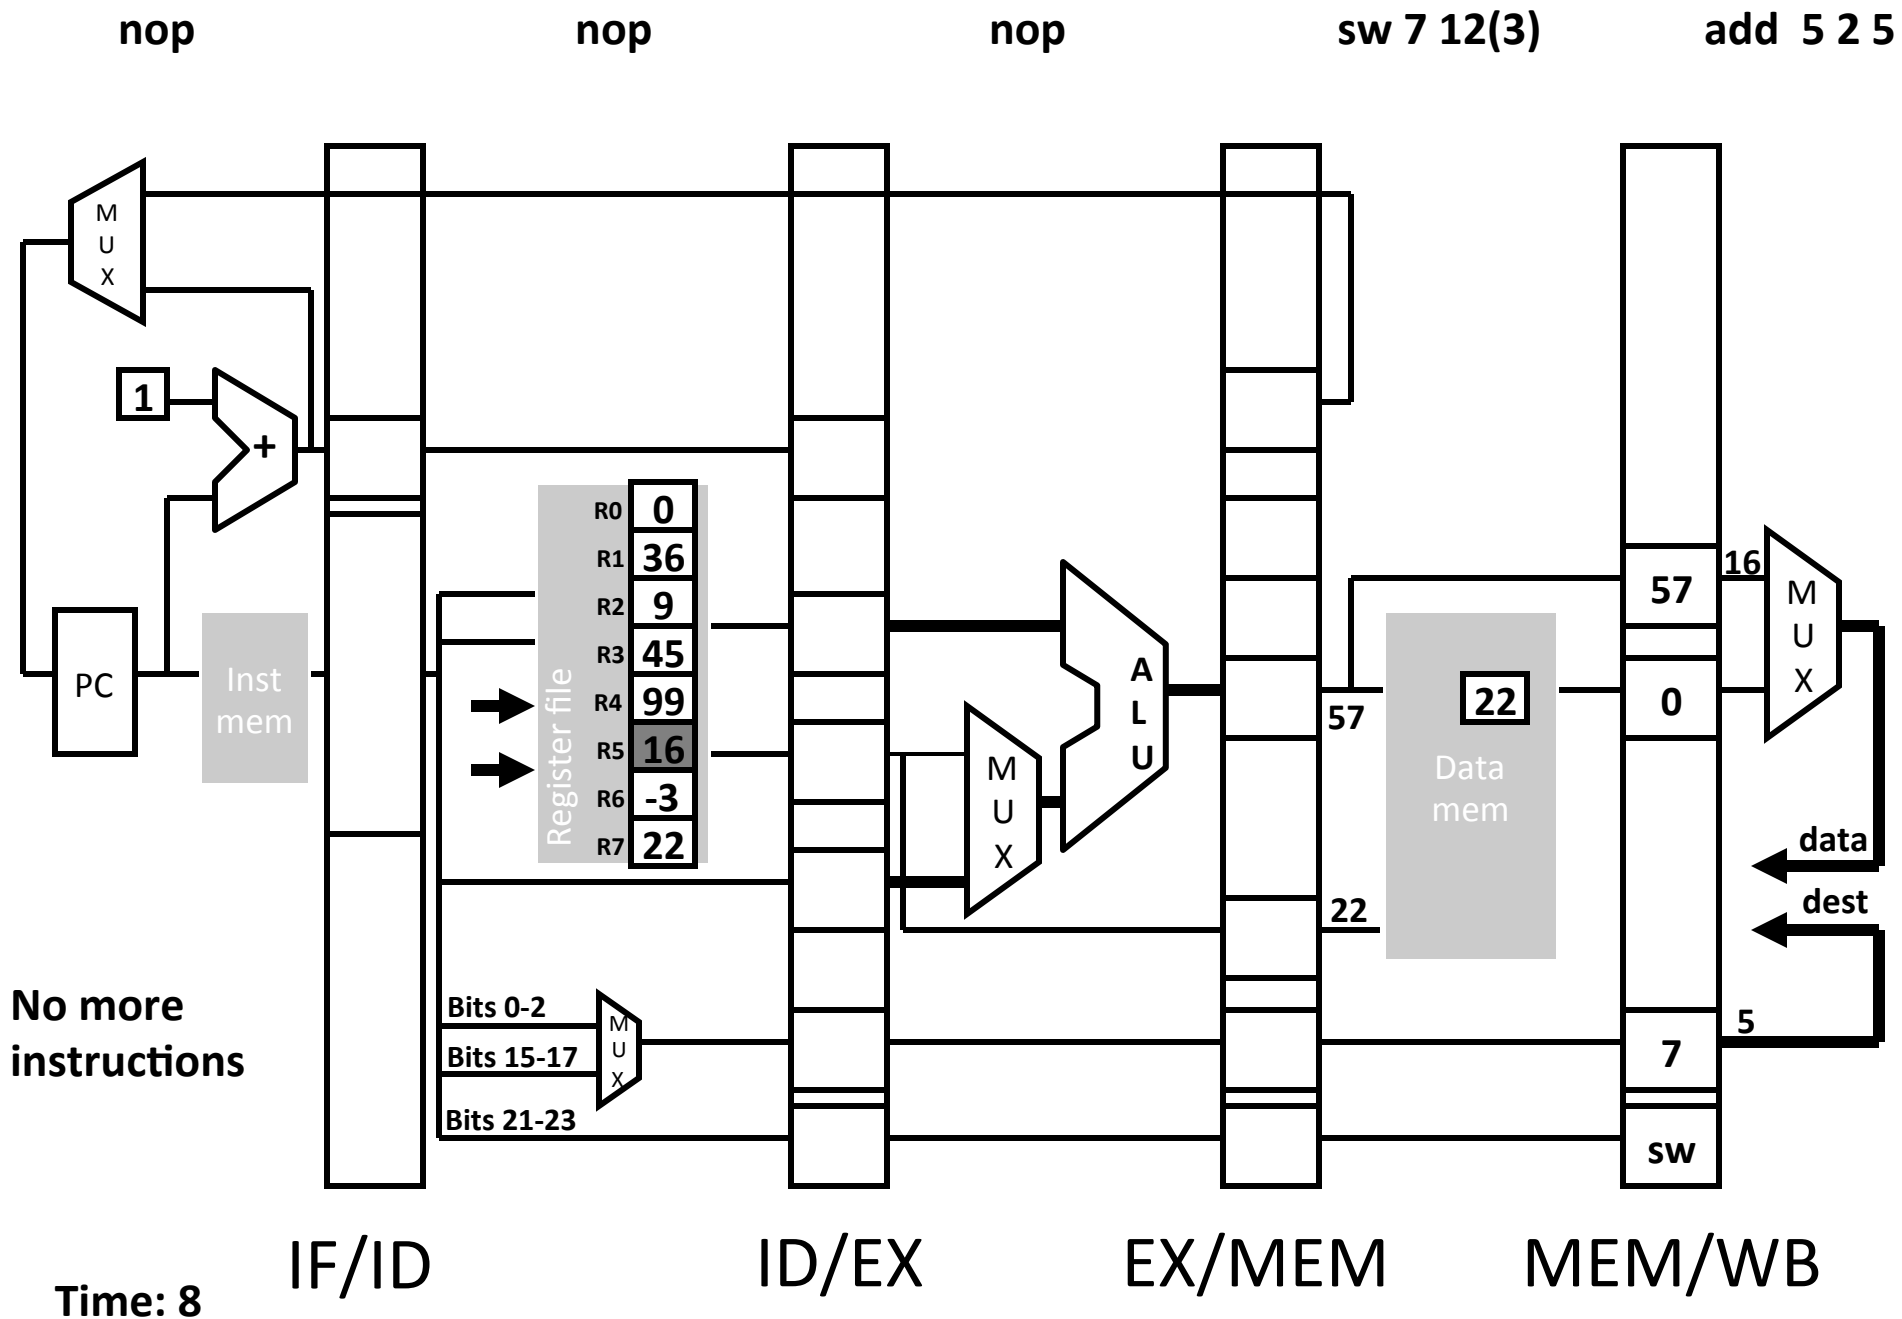 nop
nop
nop
sw 7 12(3)
add 5 2 5
M
U
X
1
+
R0 0
R1 36
R2 9
R3 45
R4 99
R5 16
R6 -3
R7 22
Register file
PC
Inst
mem
M
U
X
A
L
U
57
22
22
Data
mem
57
0
16
M
U
X
data
dest
5
7
sw
No more
instructions
Bits 0-2
Bits 15-17
Bits 21-23
M
U
X
IF/ID
ID/EX
EX/MEM
MEM/WB
Time: 8